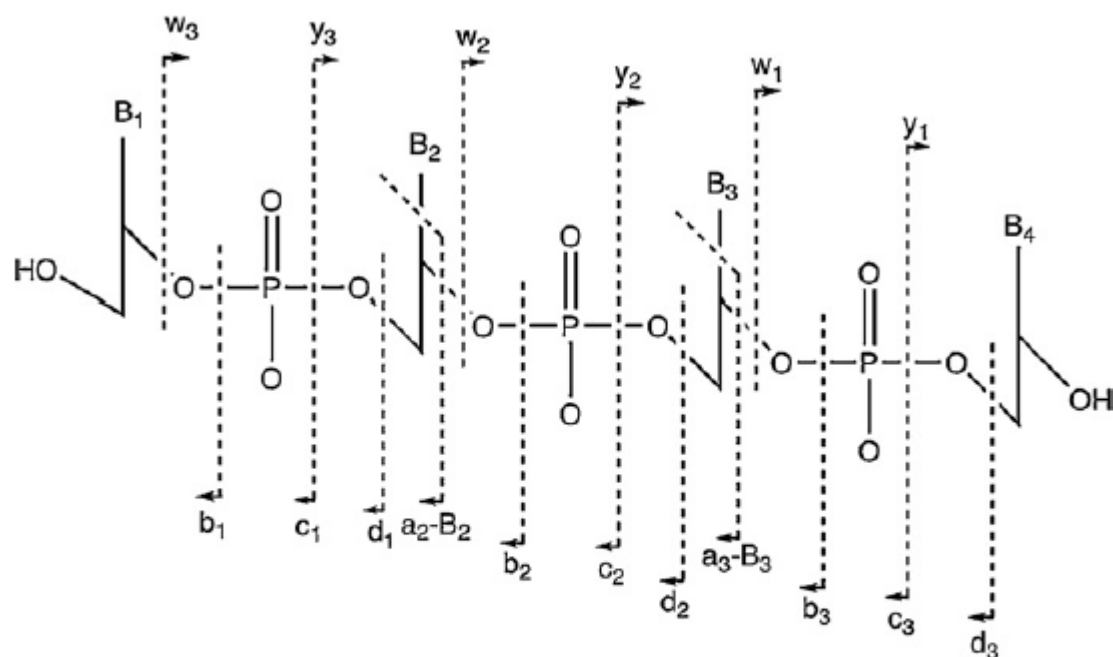 w₃
y₃
w₂
y₂
w₁
y₁
B₁
B₂
B₃
B₄
HO
O
O
P
O
O
O
O
P
O
O
O
O
P
O
O
OH
b₁
c₁
d₁
a₂-B₂
b₂
c₂
d₂
a₃-B₃
b₃
c₃
d₃